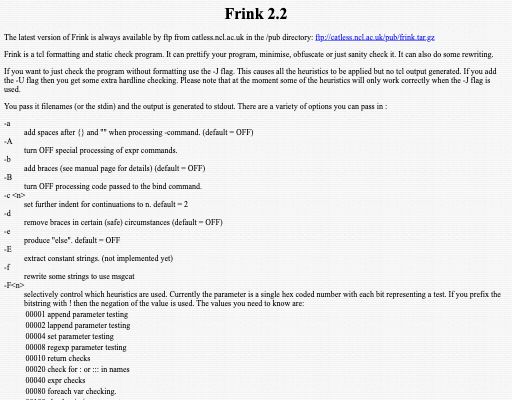 Frink 2.2
The latest version of Frink is always available by ftp from catless.ncl.ac.uk in the /pub directory: ftp://catless.ncl.ac.uk/pub/frink.tar.gz
Frink is a tcl formatting and static check program. It can prettify your program, minimise, obfuscate or just sanity check it. It can also do some rewriting.
If you want to just check the program without formatting use the -J flag. This causes all the heuristics to be applied but no tcl output generated. If you add
the -U flag then you get some extra hardline checking. Please note that at the moment some of the heuristics will only work correctly when the -J flag is
used.
You pass it filenames (or the stdin) and the output is generated to stdout. There are a variety of options you can pass in :
-a
add spaces after {} and "" when processing -command. (default = OFF)
-A
turn OFF special processing of expr commands.
-b
add braces (see manual page for details) (default = OFF)
-B
turn OFF processing code passed to the bind command.
-c <n>
set further indent for continuations to n. default = 2
-d
remove braces in certain (safe) circumstances (default = OFF)
-e
produce "else". default = OFF
-E
extract constant strings. (not implemented yet)
-f
rewrite some strings to use msgcat
-F<n>
selectively control which heuristics are used. Currently the parameter is a single hex coded number with each bit representing a test. If you prefix the
bitstring with ! then the negation of the value is used. The values you need to know are:
00001 append parameter testing
00002 lappend parameter testing
00004 set parameter testing
00008 regexp parameter testing
00010 return checks
00020 check for : or ::: in names
00040 expr checks
00080 foreach var checking.